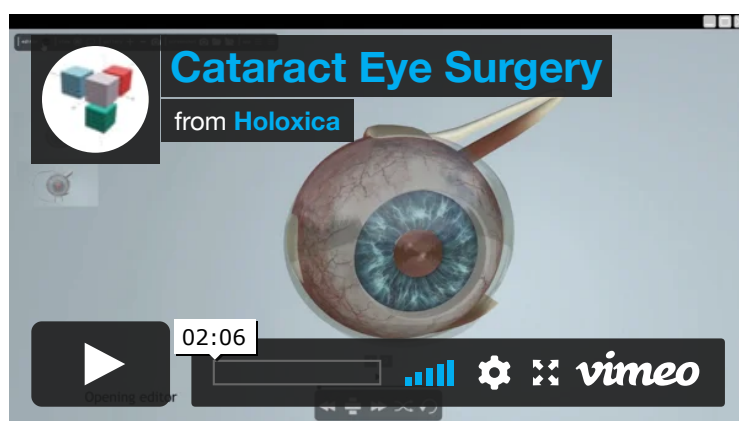 Cataract Eye Surgery
from Holoxica
02:06
vimeo
Opening editor